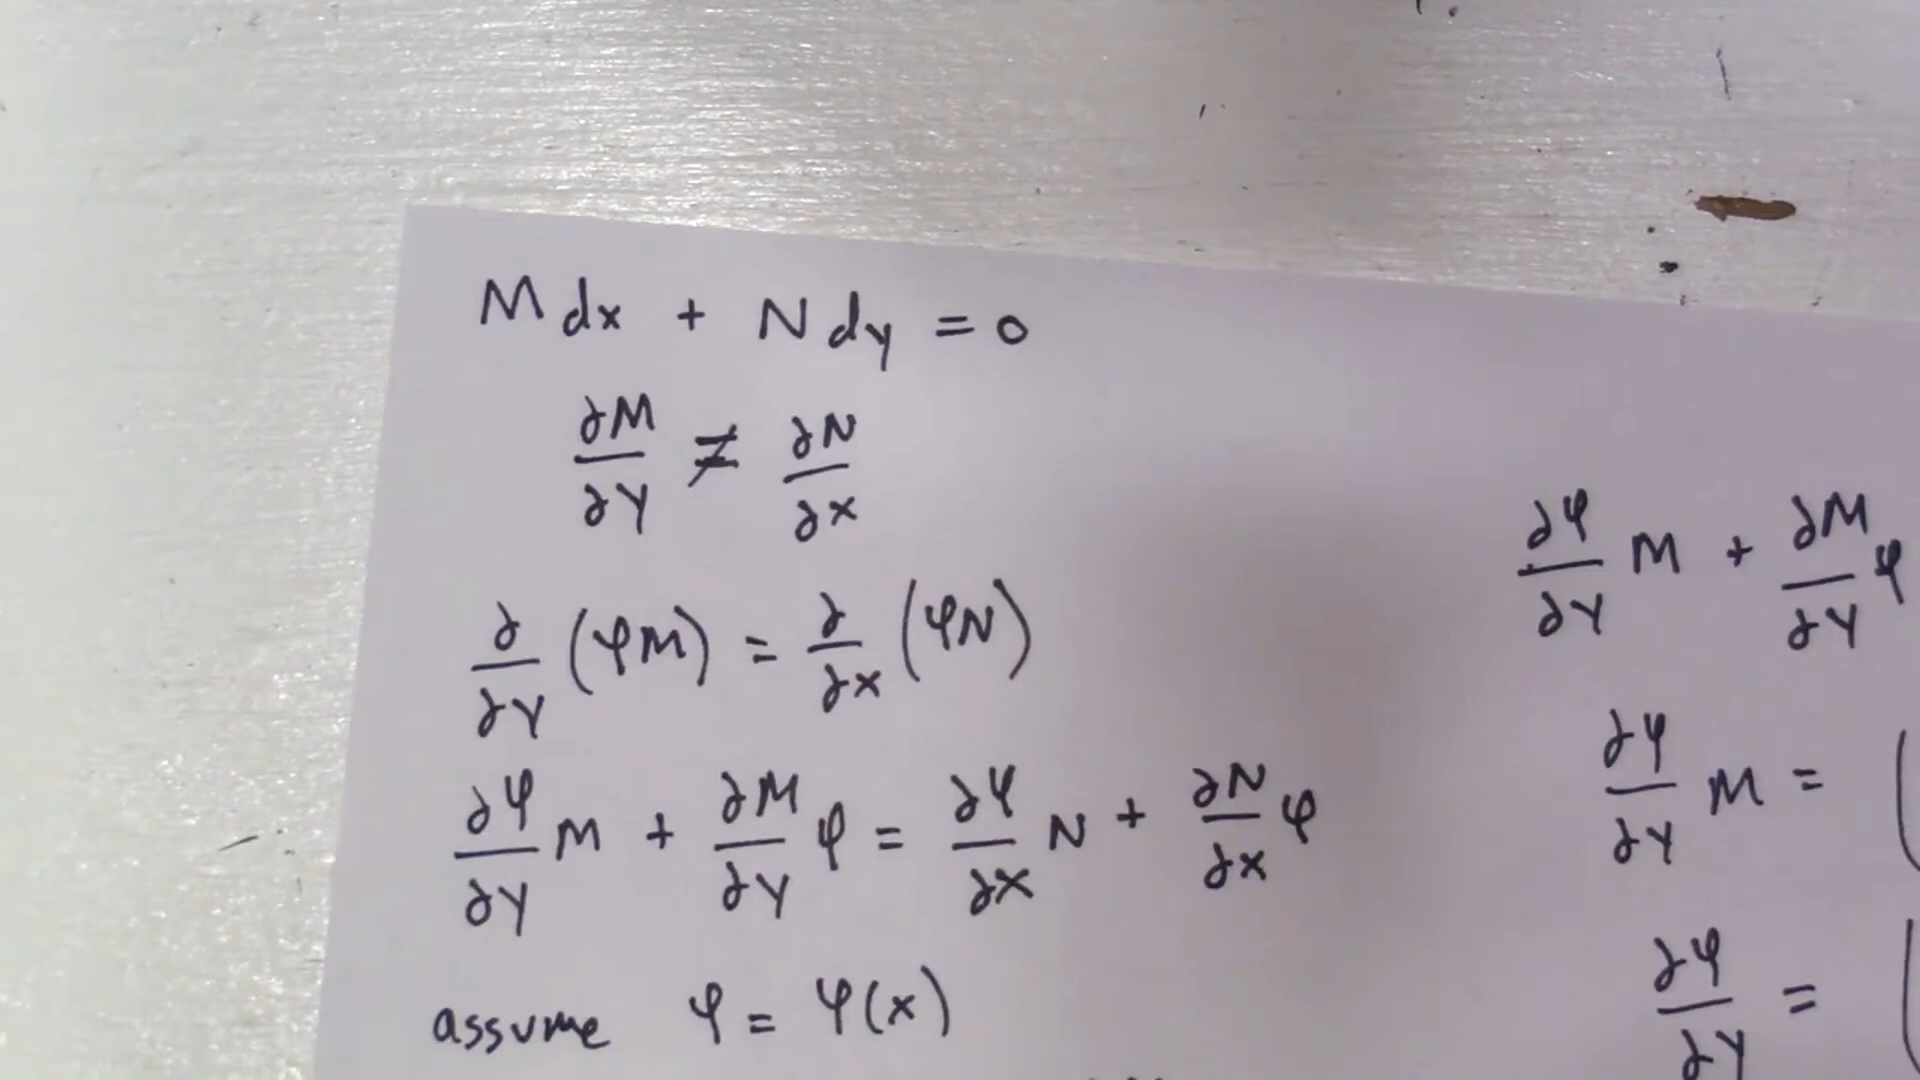 M dx + N dy = 0
∂M/∂y ≠ ∂N/∂x
∂/∂y (φM) = ∂/∂x (φN)
∂φ/∂y M + ∂M/∂y φ = ∂φ/∂x N + ∂N/∂x φ
assume φ = φ(x)
∂φ/∂y M + ∂M/∂y φ
∂φ/∂y M = (
∂φ/∂y = (